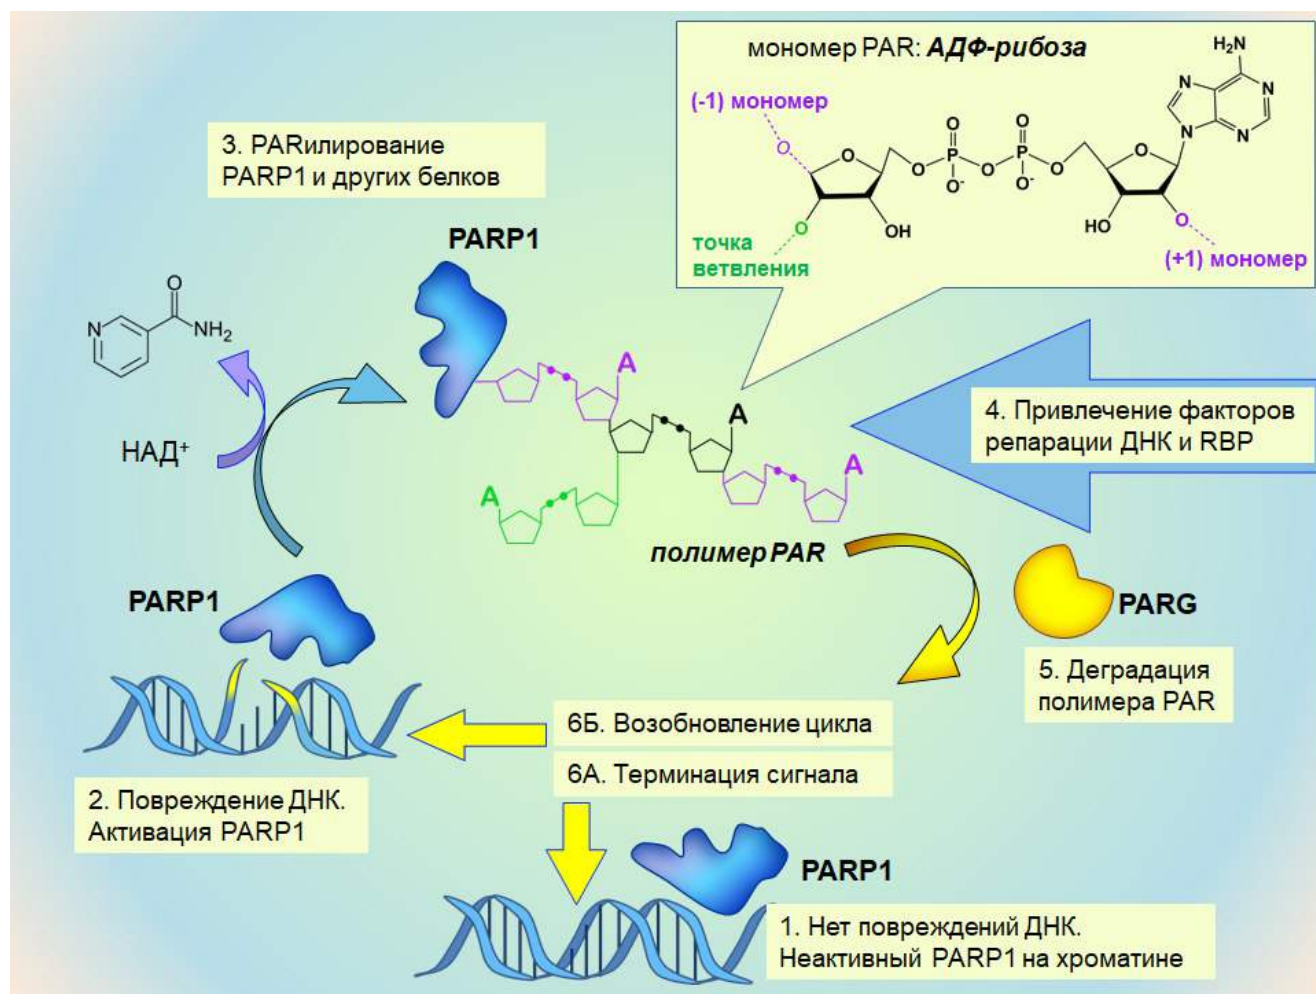 мономер PAR: АДФ-рибоза
(-1) мономер
H₂N
N
N
N
N
O
O
O
O
P
O
P
O
O
O⁻
O⁻
O
OH
HO
O
точка
ветвления
(+1) мономер
3. PARилирование
PARP1 и других белков
PARP1
O
N
NH₂
НАД⁺
A
A
A
A
полимер PAR
4. Привлечение факторов
репарации ДНК и RBP
PARG
5. Деградация
полимера PAR
PARP1
6Б. Возобновление цикла
6А. Терминация сигнала
2. Повреждение ДНК.
Активация PARP1
PARP1
1. Нет повреждений ДНК.
Неактивный PARP1 на хроматине